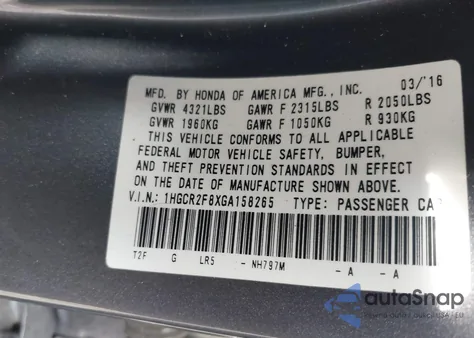 MFD. BY HONDA OF AMERICA MFG., INC. 03/'16
GVWR 4321LBS GAWR F 2315LBS R 2050LBS
GVWR 1960KG GAWR F 1050KG R 930KG
THIS VEHICLE CONFORMS TO ALL APPLICABLE
FEDERAL MOTOR VEHICLE SAFETY, BUMPER,
AND THEFT PREVENTION STANDARDS IN EFFECT
ON THE DATE OF MANUFACTURE SHOWN ABOVE.
V.I.N.: 1HGCR2F8XGA158265 TYPE: PASSENGER CAR
T2F G LR5 - NH797M - A - A
autoSnap